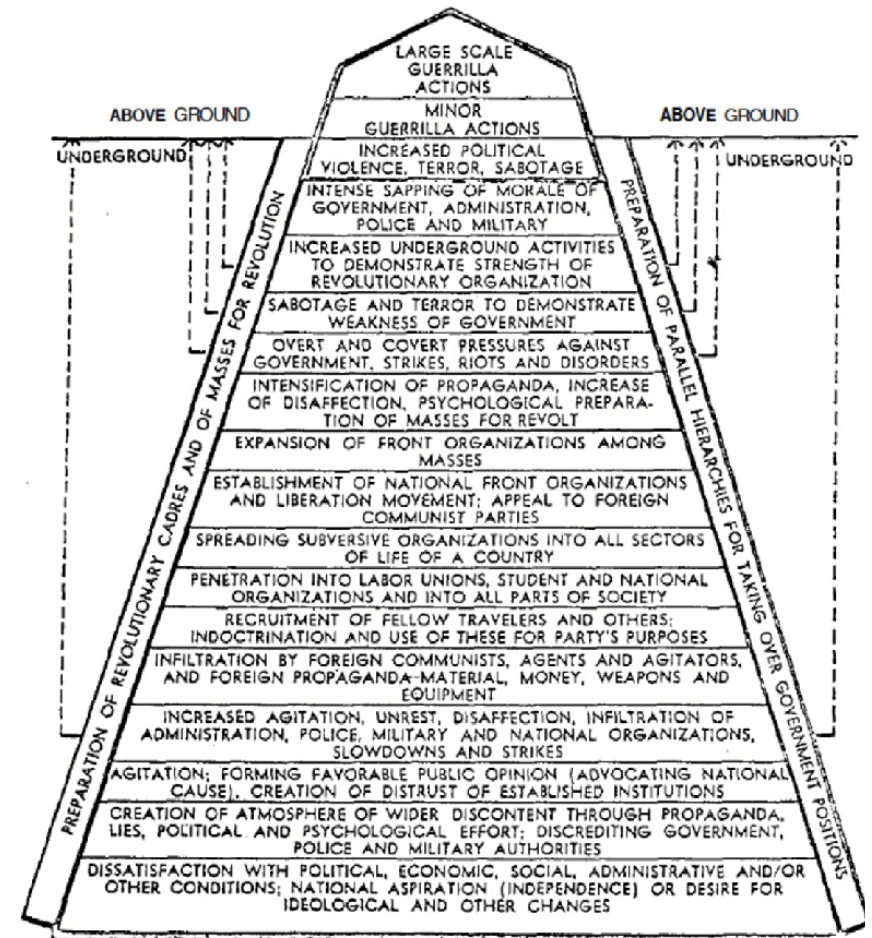 LARGE SCALE
GUERRILLA
ACTIONS
ABOVE GROUND
ABOVE GROUND
MINOR
GUERRILLA ACTIONS
UNDERGROUND
UNDERGROUND
INCREASED POLITICAL
VIOLENCE, TERROR, SABOTAGE
INTENSE SAPPING OF MORALE OF
GOVERNMENT, ADMINISTRATION,
POLICE AND MILITARY
INCREASED UNDERGROUND ACTIVITIES
TO DEMONSTRATE STRENGTH OF
REVOLUTIONARY ORGANIZATION
SABOTAGE AND TERROR TO DEMONSTRATE
WEAKNESS OF GOVERNMENT
OVERT AND COVERT PRESSURES AGAINST
GOVERNMENT, STRIKES, RIOTS AND DISORDERS
INTENSIFICATION OF PROPAGANDA, INCREASE
OF DISAFFECTION, PSYCHOLOGICAL PREPARA-
TION OF MASSES FOR REVOLT
EXPANSION OF FRONT ORGANIZATIONS AMONG
MASSES
ESTABLISHMENT OF NATIONAL FRONT ORGANIZATIONS
AND LIBERATION MOVEMENT; APPEAL TO FOREIGN
COMMUNIST PARTIES
SPREADING SUBVERSIVE ORGANIZATIONS INTO ALL SECTORS
OF LIFE OF A COUNTRY
PENETRATION INTO LABOR UNIONS, STUDENT AND NATIONAL
ORGANIZATIONS AND INTO ALL PARTS OF SOCIETY
RECRUITMENT OF FELLOW TRAVELERS AND OTHERS;
INDOCTRINATION AND USE OF THESE FOR PARTY'S PURPOSES
INFILTRATION BY FOREIGN COMMUNISTS, AGENTS AND AGITATORS,
AND FOREIGN PROPAGANDA-MATERIAL, MONEY, WEAPONS AND
EQUIPMENT
INCREASED AGITATION, UNREST, DISAFFECTION, INFILTRATION OF
ADMINISTRATION, POLICE, MILITARY AND NATIONAL ORGANIZATIONS,
SLOWDOWNS AND STRIKES
AGITATION; FORMING FAVORABLE PUBLIC OPINION (ADVOCATING NATIONAL
CAUSE), CREATION OF DISTRUST OF ESTABLISHED INSTITUTIONS
CREATION OF ATMOSPHERE OF WIDER DISCONTENT THROUGH PROPAGANDA,
LIES, POLITICAL AND PSYCHOLOGICAL EFFORT; DISCREDITING GOVERNMENT,
POLICE AND MILITARY AUTHORITIES
DISSATISFACTION WITH POLITICAL, ECONOMIC, SOCIAL, ADMINISTRATIVE AND/OR
OTHER CONDITIONS; NATIONAL ASPIRATION (INDEPENDENCE) OR DESIRE FOR
IDEOLOGICAL AND OTHER CHANGES
PREPARATION OF REVOLUTIONARY CADRES AND OF MASSES FOR REVOLUTION
PREPARATION OF PARALLEL HIERARCHIES FOR TAKING OVER GOVERNMENT POSITIONS